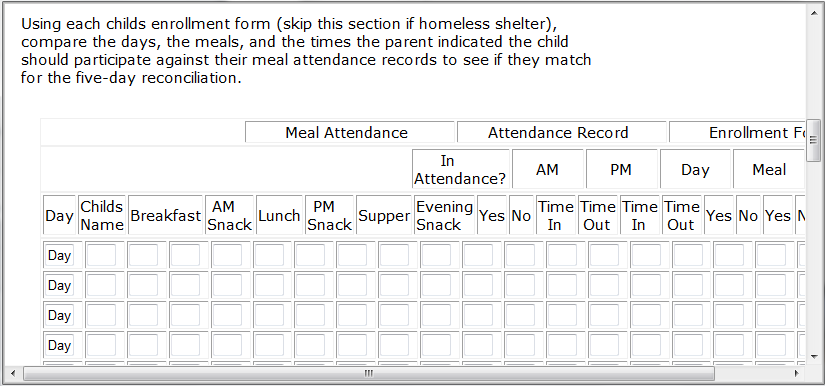 Using each childs enrollment form (skip this section if homeless shelter),
compare the days, the meals, and the times the parent indicated the child
should participate against their meal attendance records to see if they match
for the five-day reconciliation.
Meal Attendance Attendance Record Enrollment Fo
In Attendance? AM PM Day Meal
Day Childs Name Breakfast AM Snack Lunch PM Snack Supper Evening Snack Yes No Time In Time Out Time In Time Out Yes No Yes N
Day
Day
Day
Day